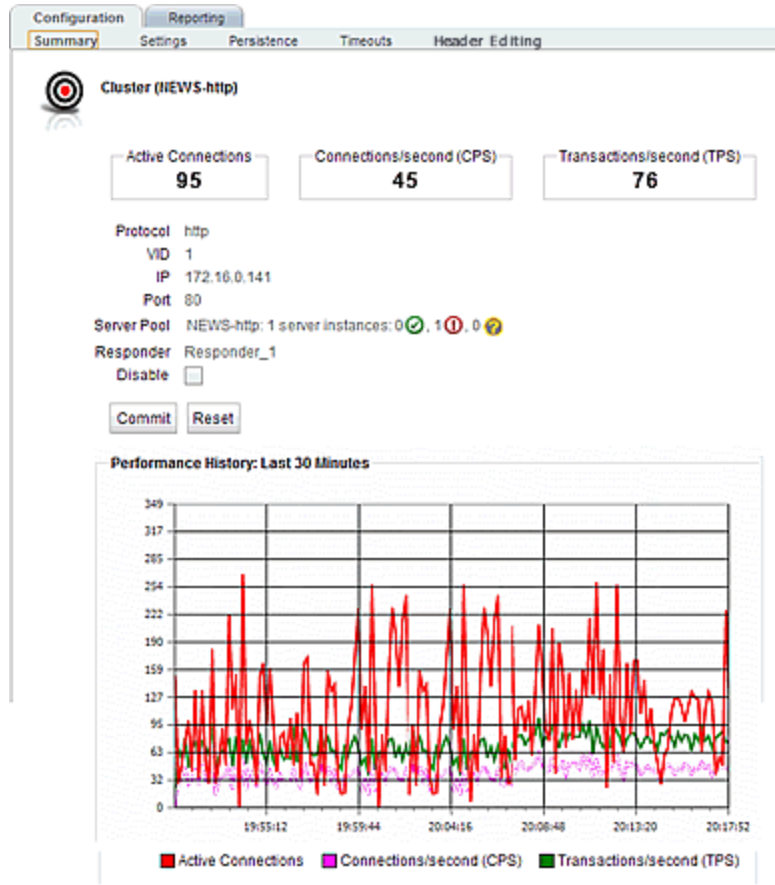 Configuration Reporting
Summary Settings Persistence Timeouts Header Editing
Cluster (NEWS-http)
Active Connections Connections/second (CPS) Transactions/second (TPS)
95 45 76
Protocol http
VID 1
IP 172.16.0.141
Port 80
Server Pool NEWS-http: 1 server instances: 0 , 1 , 0
Responder Responder_1
Disable
Commit Reset
Performance History: Last 30 Minutes
349
317
285
254
222
190
159
127
95
63
32
0
19:55:12 19:59:44 20:04:16 20:08:48 20:13:20 20:17:52
Active Connections Connections/second (CPS) Transactions/second (TPS)